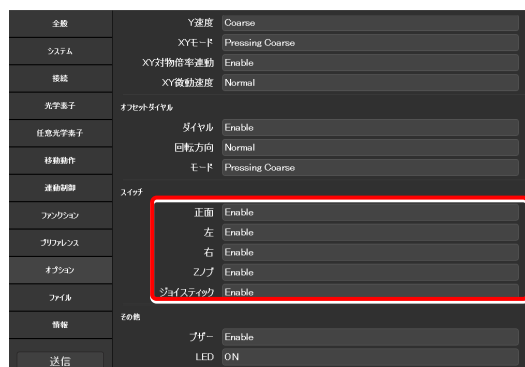 全般
システム
接続
光学素子
任意光学素子
移動動作
連動制御
ファンクション
プリファレンス
オプション
ファイル
情報
送信
Y速度 Coarse
XYモード Pressing Coarse
XY対物倍率連動 Enable
XY微動速度 Normal
オフセットダイヤル
ダイヤル Enable
回転方向 Normal
モード Pressing Coarse
スイッチ
正面 Enable
左 Enable
右 Enable
Zノブ Enable
ジョイスティック Enable
その他
ブザー Enable
LED ON